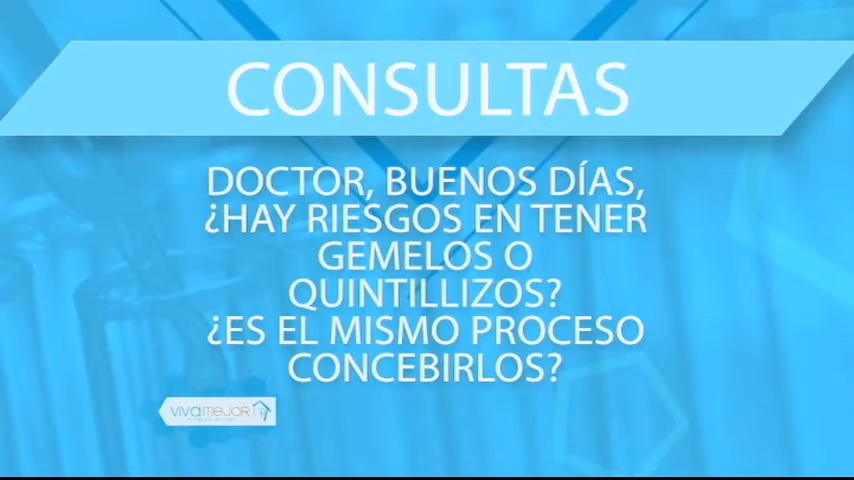 CONSULTAS
DOCTOR, BUENOS DÍAS,
¿HAY RIESGOS EN TENER
GEMELOS O
QUINTILLIZOS?
¿ES EL MISMO PROCESO
CONCEBIRLOS?
VIVAMEJOR